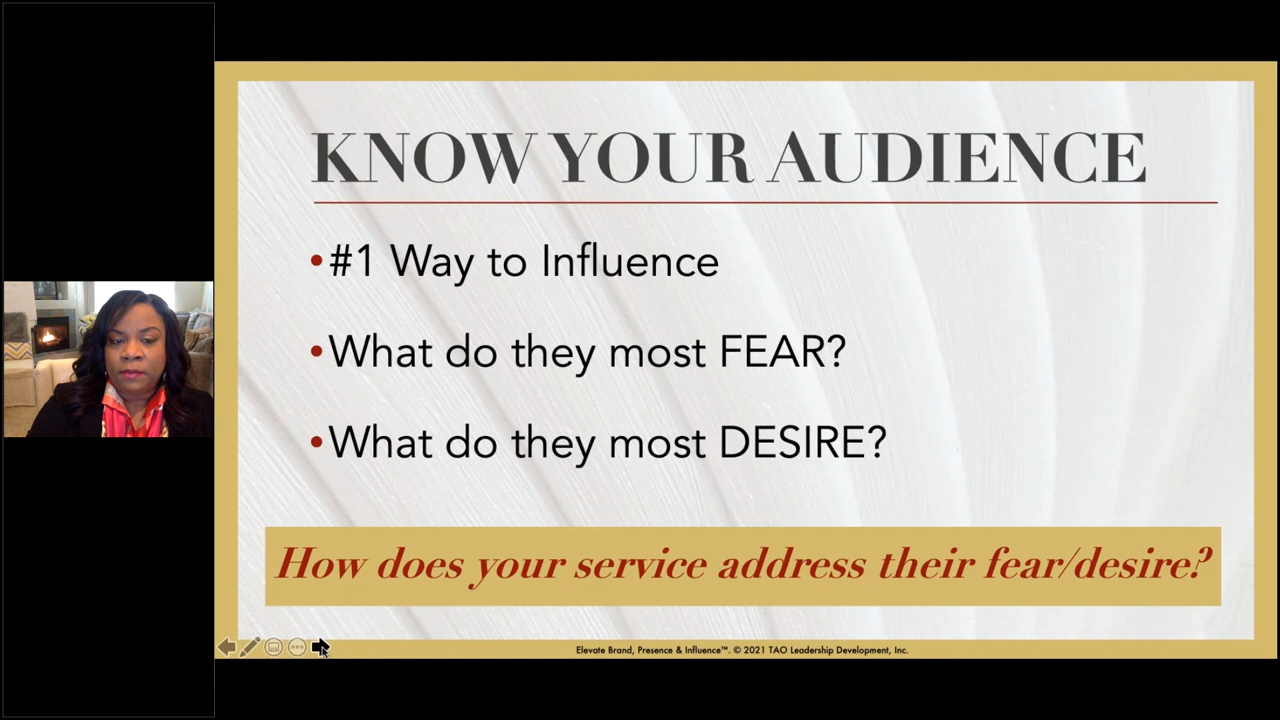 KNOW YOUR AUDIENCE
•#1 Way to Influence
•What do they most FEAR?
•What do they most DESIRE?
How does your service address their fear/desire?
Elevate Brand, Presence & Influence™. © 2021 TAO Leadership Development, Inc.